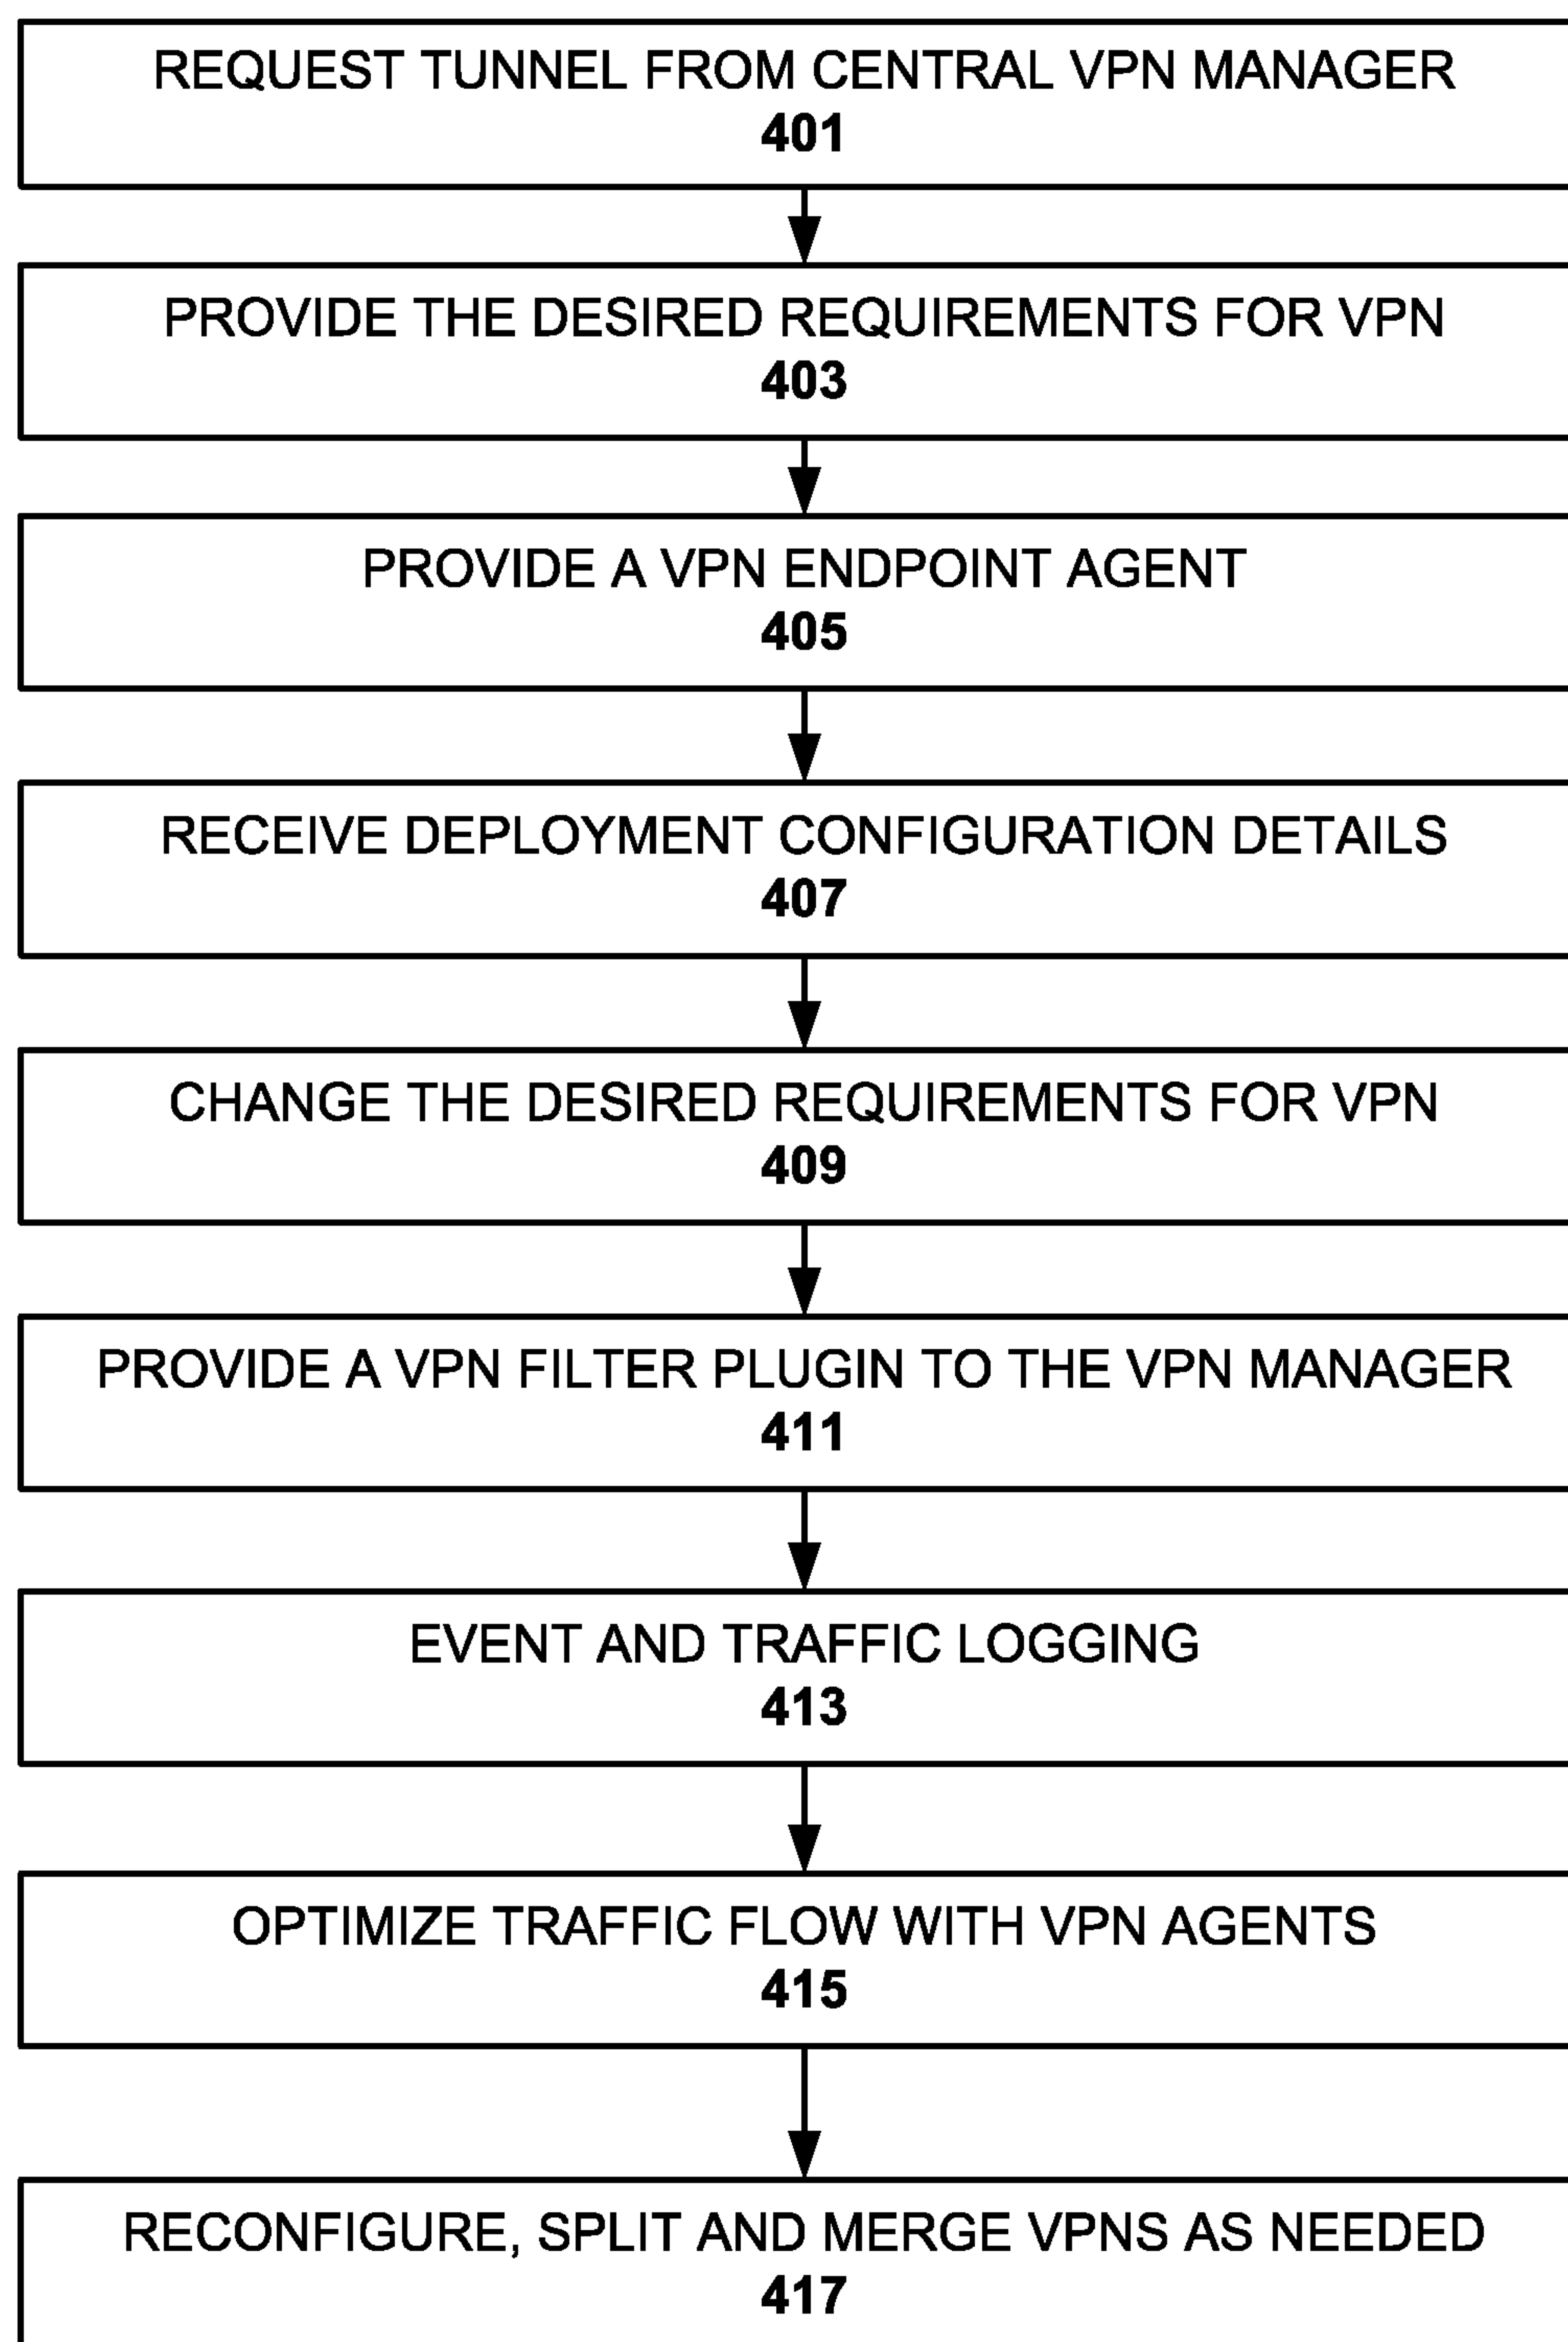 REQUEST TUNNEL FROM CENTRAL VPN MANAGER
401
PROVIDE THE DESIRED REQUIREMENTS FOR VPN
403
PROVIDE A VPN ENDPOINT AGENT
405
RECEIVE DEPLOYMENT CONFIGURATION DETAILS
407
CHANGE THE DESIRED REQUIREMENTS FOR VPN
409
PROVIDE A VPN FILTER PLUGIN TO THE VPN MANAGER
411
EVENT AND TRAFFIC LOGGING
413
OPTIMIZE TRAFFIC FLOW WITH VPN AGENTS
415
RECONFIGURE, SPLIT AND MERGE VPNS AS NEEDED
417